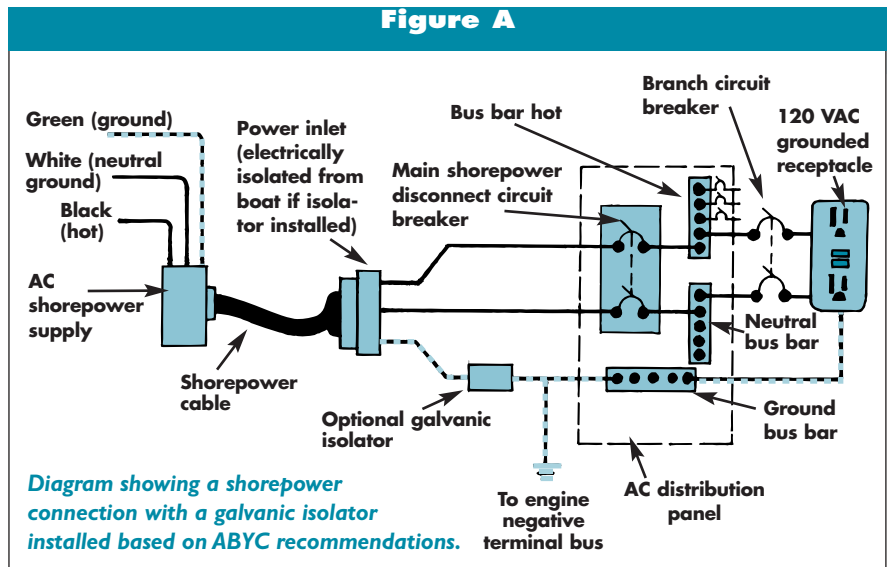 Figure A
Green (ground)
White (neutral
ground)
Black
(hot)
AC
shorepower
supply
Shorepower
cable
Power inlet
(electrically
isolated from
boat if isola-
tor installed)
Optional galvanic
isolator
Main shorepower
disconnect circuit
breaker
Bus bar hot
Branch circuit
breaker
120 VAC
grounded
receptacle
Neutral
bus bar
Ground
bus bar
AC distribution
panel
To engine
negative
terminal bus
Diagram showing a shorepower
connection with a galvanic isolator
installed based on ABYC recommendations.